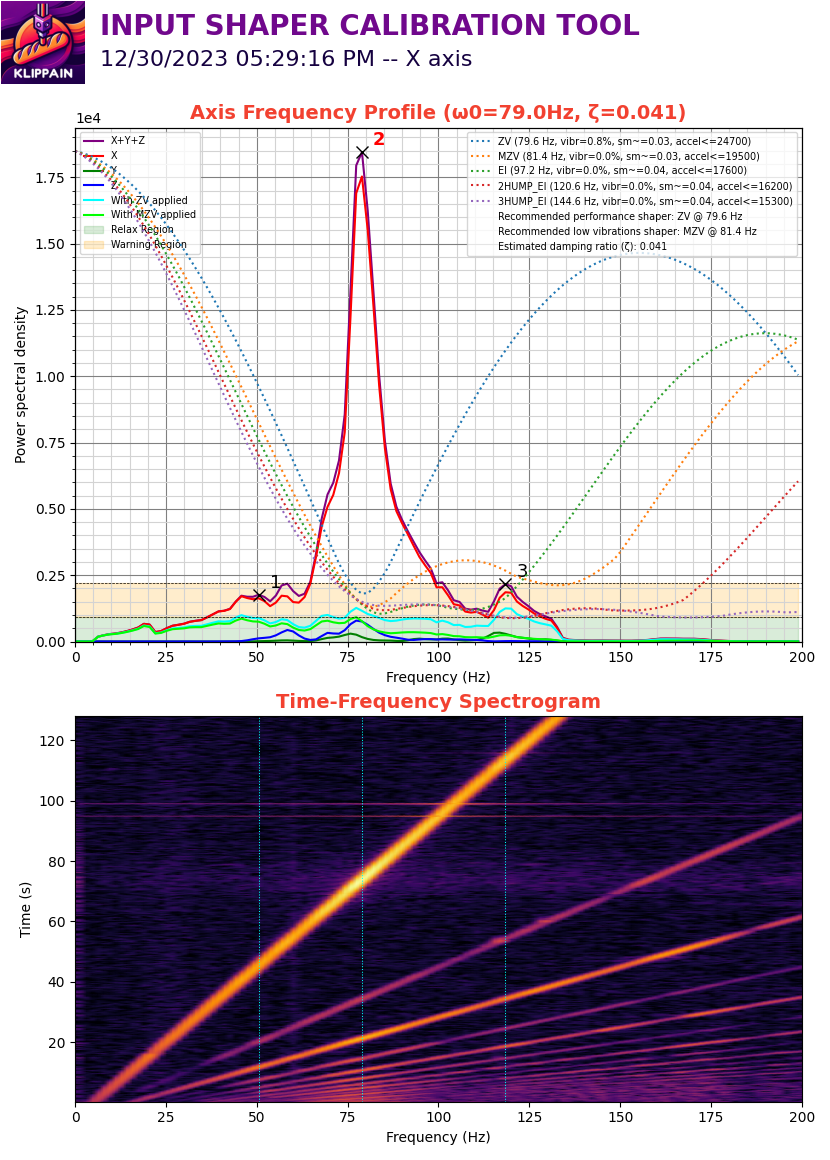 KLIPPAIN
INPUT SHAPER CALIBRATION TOOL
12/30/2023 05:29:16 PM -- X axis
Axis Frequency Profile (ω0=79.0Hz, ζ=0.041)
1e4
X+Y+Z
X
Y
Z
With ZV applied
With MZV applied
Relax Region
Warning Region
ZV (79.6 Hz, vibr=0.8%, sm~=0.03, accel<=24700)
MZV (81.4 Hz, vibr=0.0%, sm~=0.03, accel<=19500)
EI (97.2 Hz, vibr=0.0%, sm~=0.04, accel<=17600)
2HUMP_EI (120.6 Hz, vibr=0.0%, sm~=0.04, accel<=16200)
3HUMP_EI (144.6 Hz, vibr=0.0%, sm~=0.04, accel<=15300)
Recommended performance shaper: ZV @ 79.6 Hz
Recommended low vibrations shaper: MZV @ 81.4 Hz
Estimated damping ratio (ζ): 0.041
2
1
3
Power spectral density
1.75
1.50
1.25
1.00
0.75
0.50
0.25
0.00
0 25 50 75 100 125 150 175 200
Frequency (Hz)
Time-Frequency Spectrogram
Time (s)
120
100
80
60
40
20
0 25 50 75 100 125 150 175 200
Frequency (Hz)